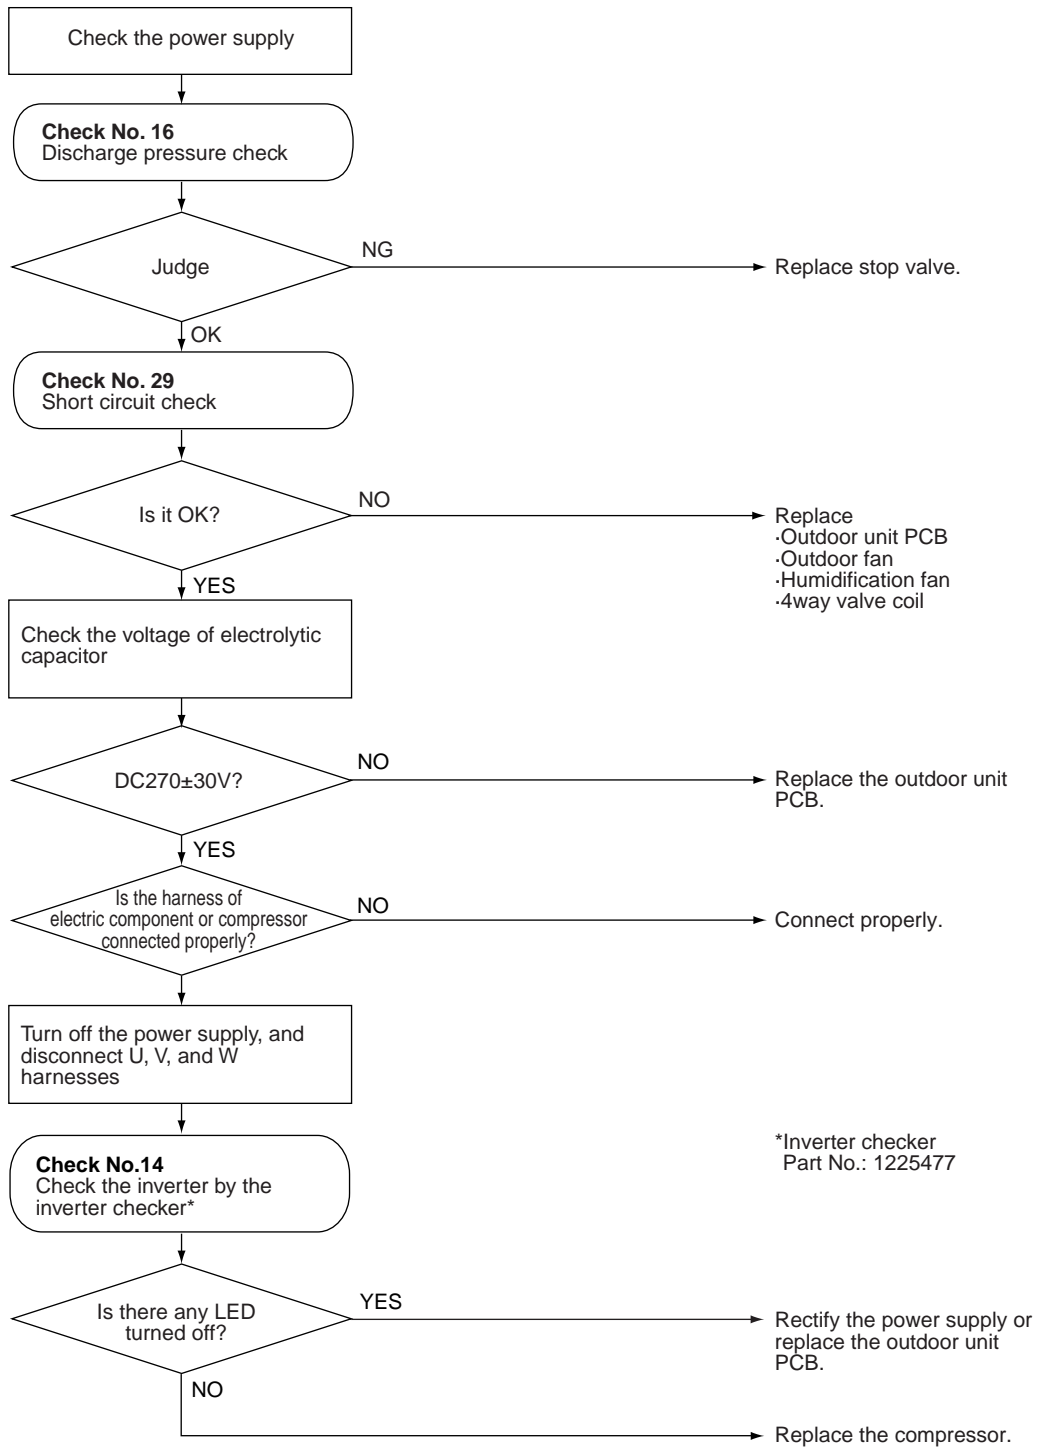 Check the power supply
Check No. 16
Discharge pressure check
Judge
NG
Replace stop valve.
OK
Check No. 29
Short circuit check
Is it OK?
NO
Replace
·Outdoor unit PCB
·Outdoor fan
·Humidification fan
·4way valve coil
YES
Check the voltage of electrolytic
capacitor
DC270±30V?
NO
Replace the outdoor unit
PCB.
YES
Is the harness of
electric component or compressor
connected properly?
NO
Connect properly.
Turn off the power supply, and
disconnect U, V, and W
harnesses
*Inverter checker
Part No.: 1225477
Check No.14
Check the inverter by the
inverter checker*
Is there any LED
turned off?
YES
Rectify the power supply or
replace the outdoor unit
PCB.
NO
Replace the compressor.